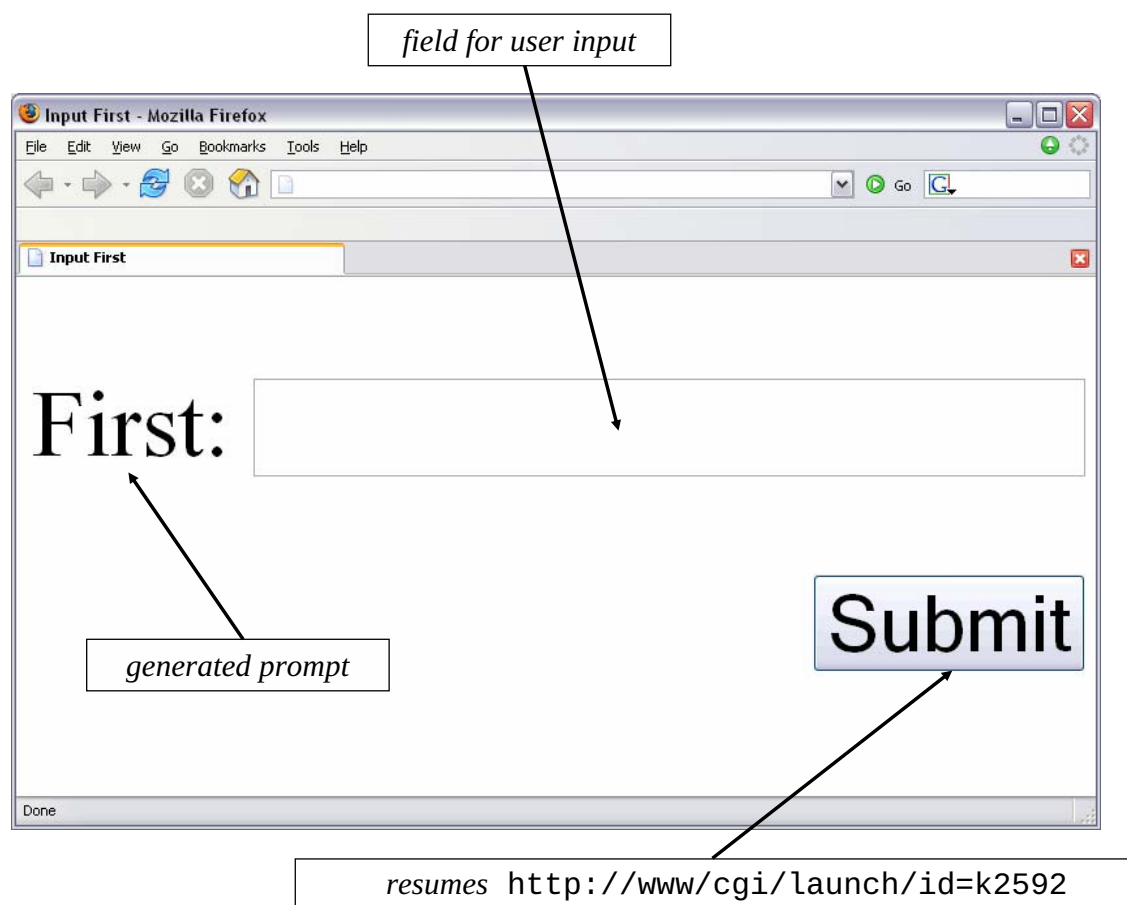 field for user input
Input First - Mozilla Firefox
File Edit View Go Bookmarks Tools Help
Go G
Input First
First:
Submit
generated prompt
Done
resumes http://www/cgi/launch/id=k2592